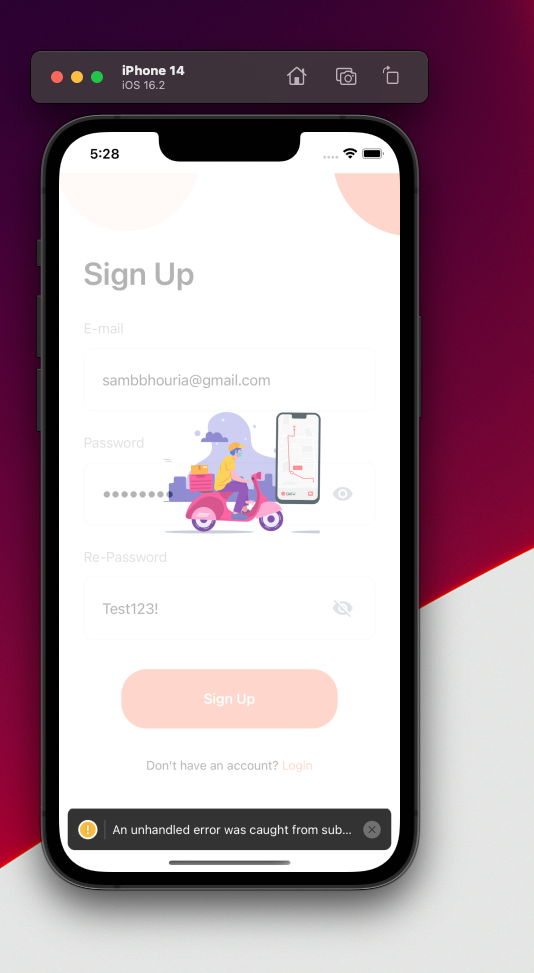 iPhone 14
iOS 16.2
5:28
Sign Up
E-mail
sambbhouria@gmail.com
Password
Re-Password
Test123!
Sign Up
Don't have an account? Login
An unhandled error was caught from sub...